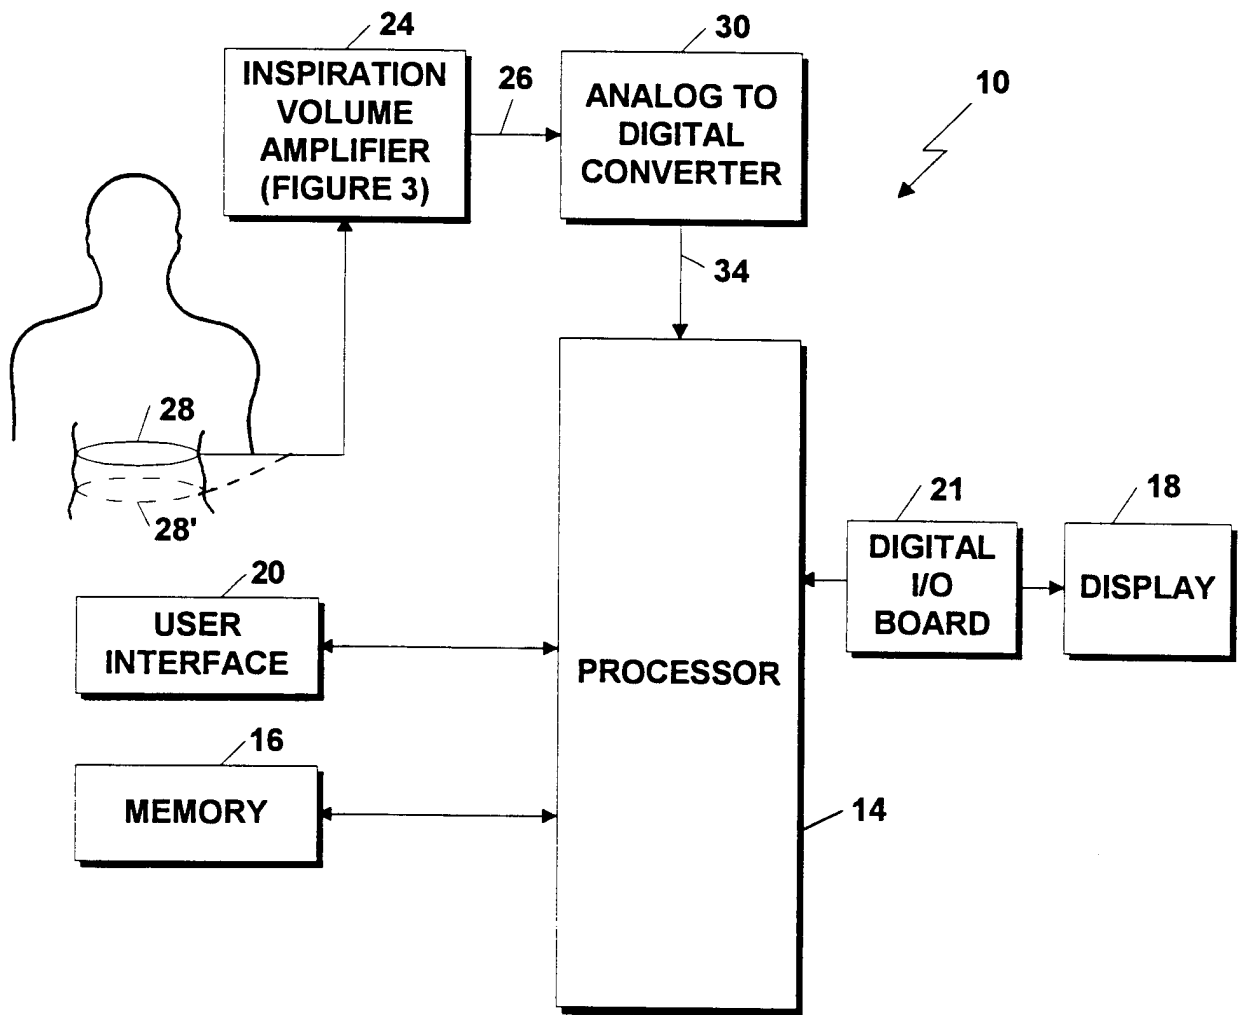 24
INSPIRATION
VOLUME
AMPLIFIER
(FIGURE 3)
26
30
ANALOG TO
DIGITAL
CONVERTER
10
34
28
28'
20
USER
INTERFACE
16
MEMORY
PROCESSOR
14
21
DIGITAL
I/O
BOARD
18
DISPLAY